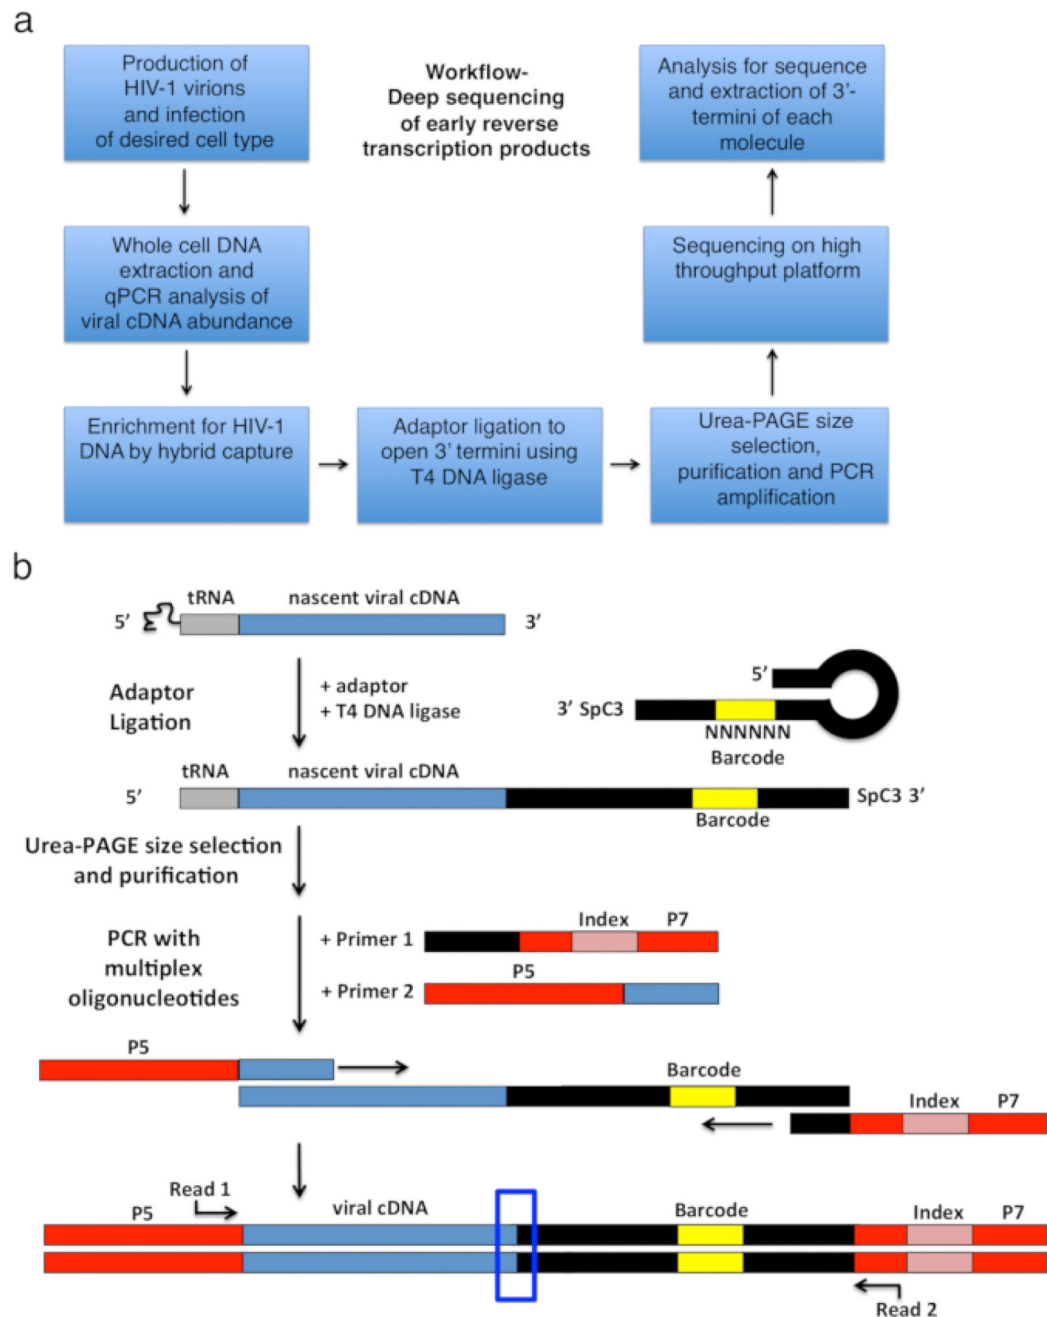 a
Production of
HIV-1 virions
and infection
of desired cell type
Workflow-
Deep sequencing
of early reverse
transcription products
Analysis for sequence
and extraction of 3'-
termini of each
molecule
Whole cell DNA
extraction and
qPCR analysis of
viral cDNA abundance
Sequencing on high
throughput platform
Enrichment for HIV-1
DNA by hybrid capture
Adaptor ligation to
open 3' termini using
T4 DNA ligase
Urea-PAGE size
selection,
purification and PCR
amplification
b
tRNA nascent viral cDNA
5' 3'
Adaptor
Ligation
+ adaptor
+ T4 DNA ligase
5'
3' SpC3
NNNNNN
Barcode
tRNA nascent viral cDNA
5' SpC3 3'
Barcode
Urea-PAGE size selection
and purification
PCR with
multiplex
oligonucleotides
Index P7
+ Primer 1
P5
+ Primer 2
P5
Barcode
Index P7
Read 1
P5 viral cDNA Barcode Index P7
Read 2